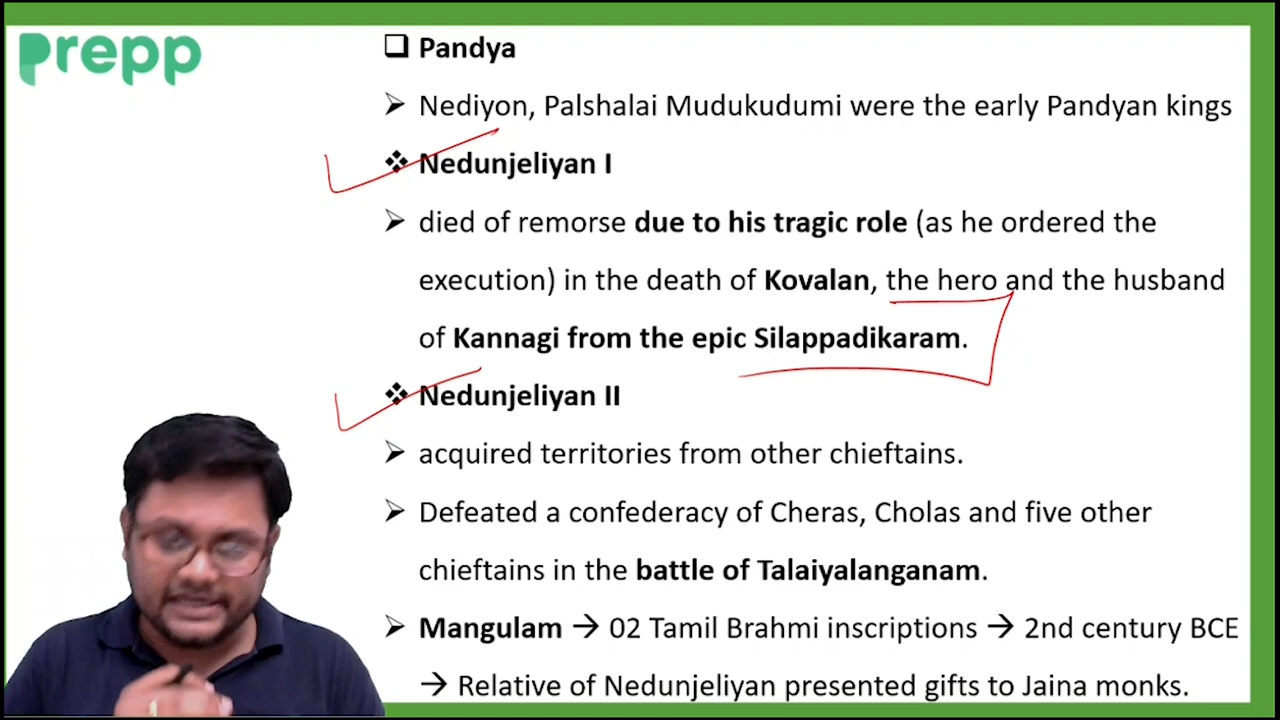 prepp
❑ Pandya
➢ Nediyon, Palshalai Mudukudumi were the early Pandyan kings
❖ Nedunjeliyan I
➢ died of remorse due to his tragic role (as he ordered the
execution) in the death of Kovalan, the hero and the husband
of Kannagi from the epic Silappadikaram.
❖ Nedunjeliyan II
➢ acquired territories from other chieftains.
➢ Defeated a confederacy of Cheras, Cholas and five other
chieftains in the battle of Talaiyalanganam.
➢ Mangulam → 02 Tamil Brahmi inscriptions → 2nd century BCE
→ Relative of Nedunjeliyan presented gifts to Jaina monks.